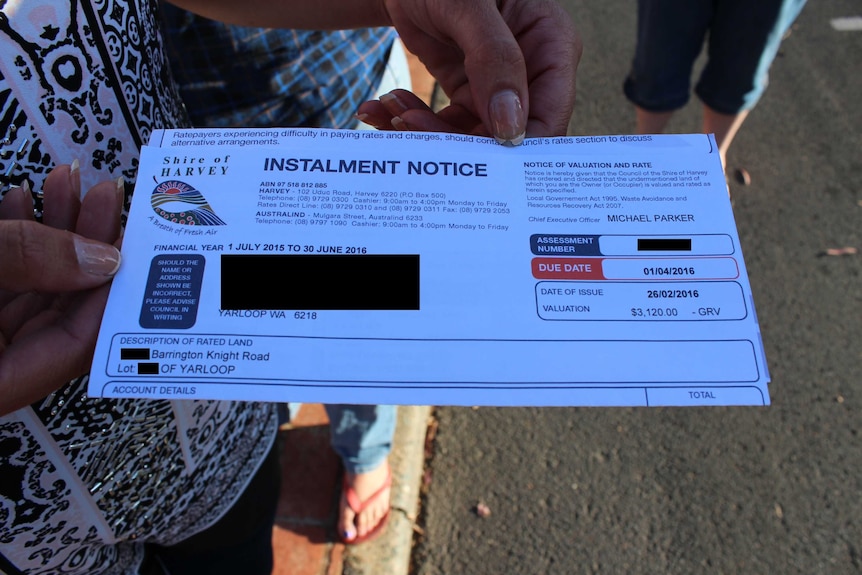 Ratepayers experiencing difficulty in paying rates and charges, should contact Council's rates section to discuss
alternative arrangements.
Shire of
HARVEY
A Breath of Fresh Air
INSTALMENT NOTICE
ABN 97 518 812 885
HARVEY - 102 Uduc Road, Harvey 6220 (P.O Box 500)
Telephone: (08) 9729 0300 Cashier: 9:00am to 4:00pm Monday to Friday
Rates Direct Line: (08) 9729 0310 and (08) 9729 0311 Fax: (08) 9729 2053
AUSTRALIND - Mulgara Street, Australind 6233
Telephone: (08) 9797 1090 Cashier: 9:00am to 4:00pm Monday to Friday
NOTICE OF VALUATION AND RATE
Notice is hereby given that the Council of the Shire of Harvey
has ordered and directed that the undermentioned land of
which you are the Owner (or Occupier) is valued and rated as
herein specified.
Local Government Act 1995, Waste Avoidance and
Resources Recovery Act 2007.
Chief Executive Officer MICHAEL PARKER
FINANCIAL YEAR 1 JULY 2015 TO 30 JUNE 2016
SHOULD THE
NAME OR
ADDRESS
SHOWN BE
INCORRECT,
PLEASE ADVISE
COUNCIL IN
WRITING
YARLOOP WA 6218
ASSESSMENT
NUMBER
DUE DATE 01/04/2016
DATE OF ISSUE 26/02/2016
VALUATION $3,120.00 - GRV
DESCRIPTION OF RATED LAND
Barrington Knight Road
Lot: OF YARLOOP
ACCOUNT DETAILS TOTAL